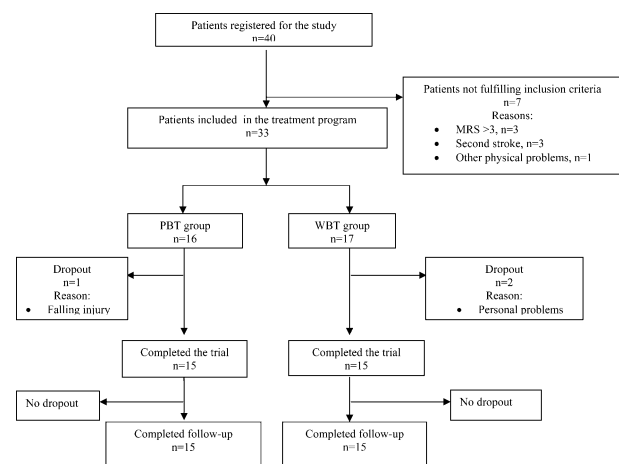 Patients registered for the study
n=40
Patients not fulfilling inclusion criteria
n=7
Reasons:
• MRS >3, n=3
• Second stroke, n=3
• Other physical problems, n=1
Patients included in the treatment program
n=33
PBT group
n=16
WBT group
n=17
Dropout
n=1
Reason:
• Falling injury
Dropout
n=2
Reason:
• Personal problems
Completed the trial
n=15
Completed the trial
n=15
No dropout
No dropout
Completed follow-up
n=15
Completed follow-up
n=15